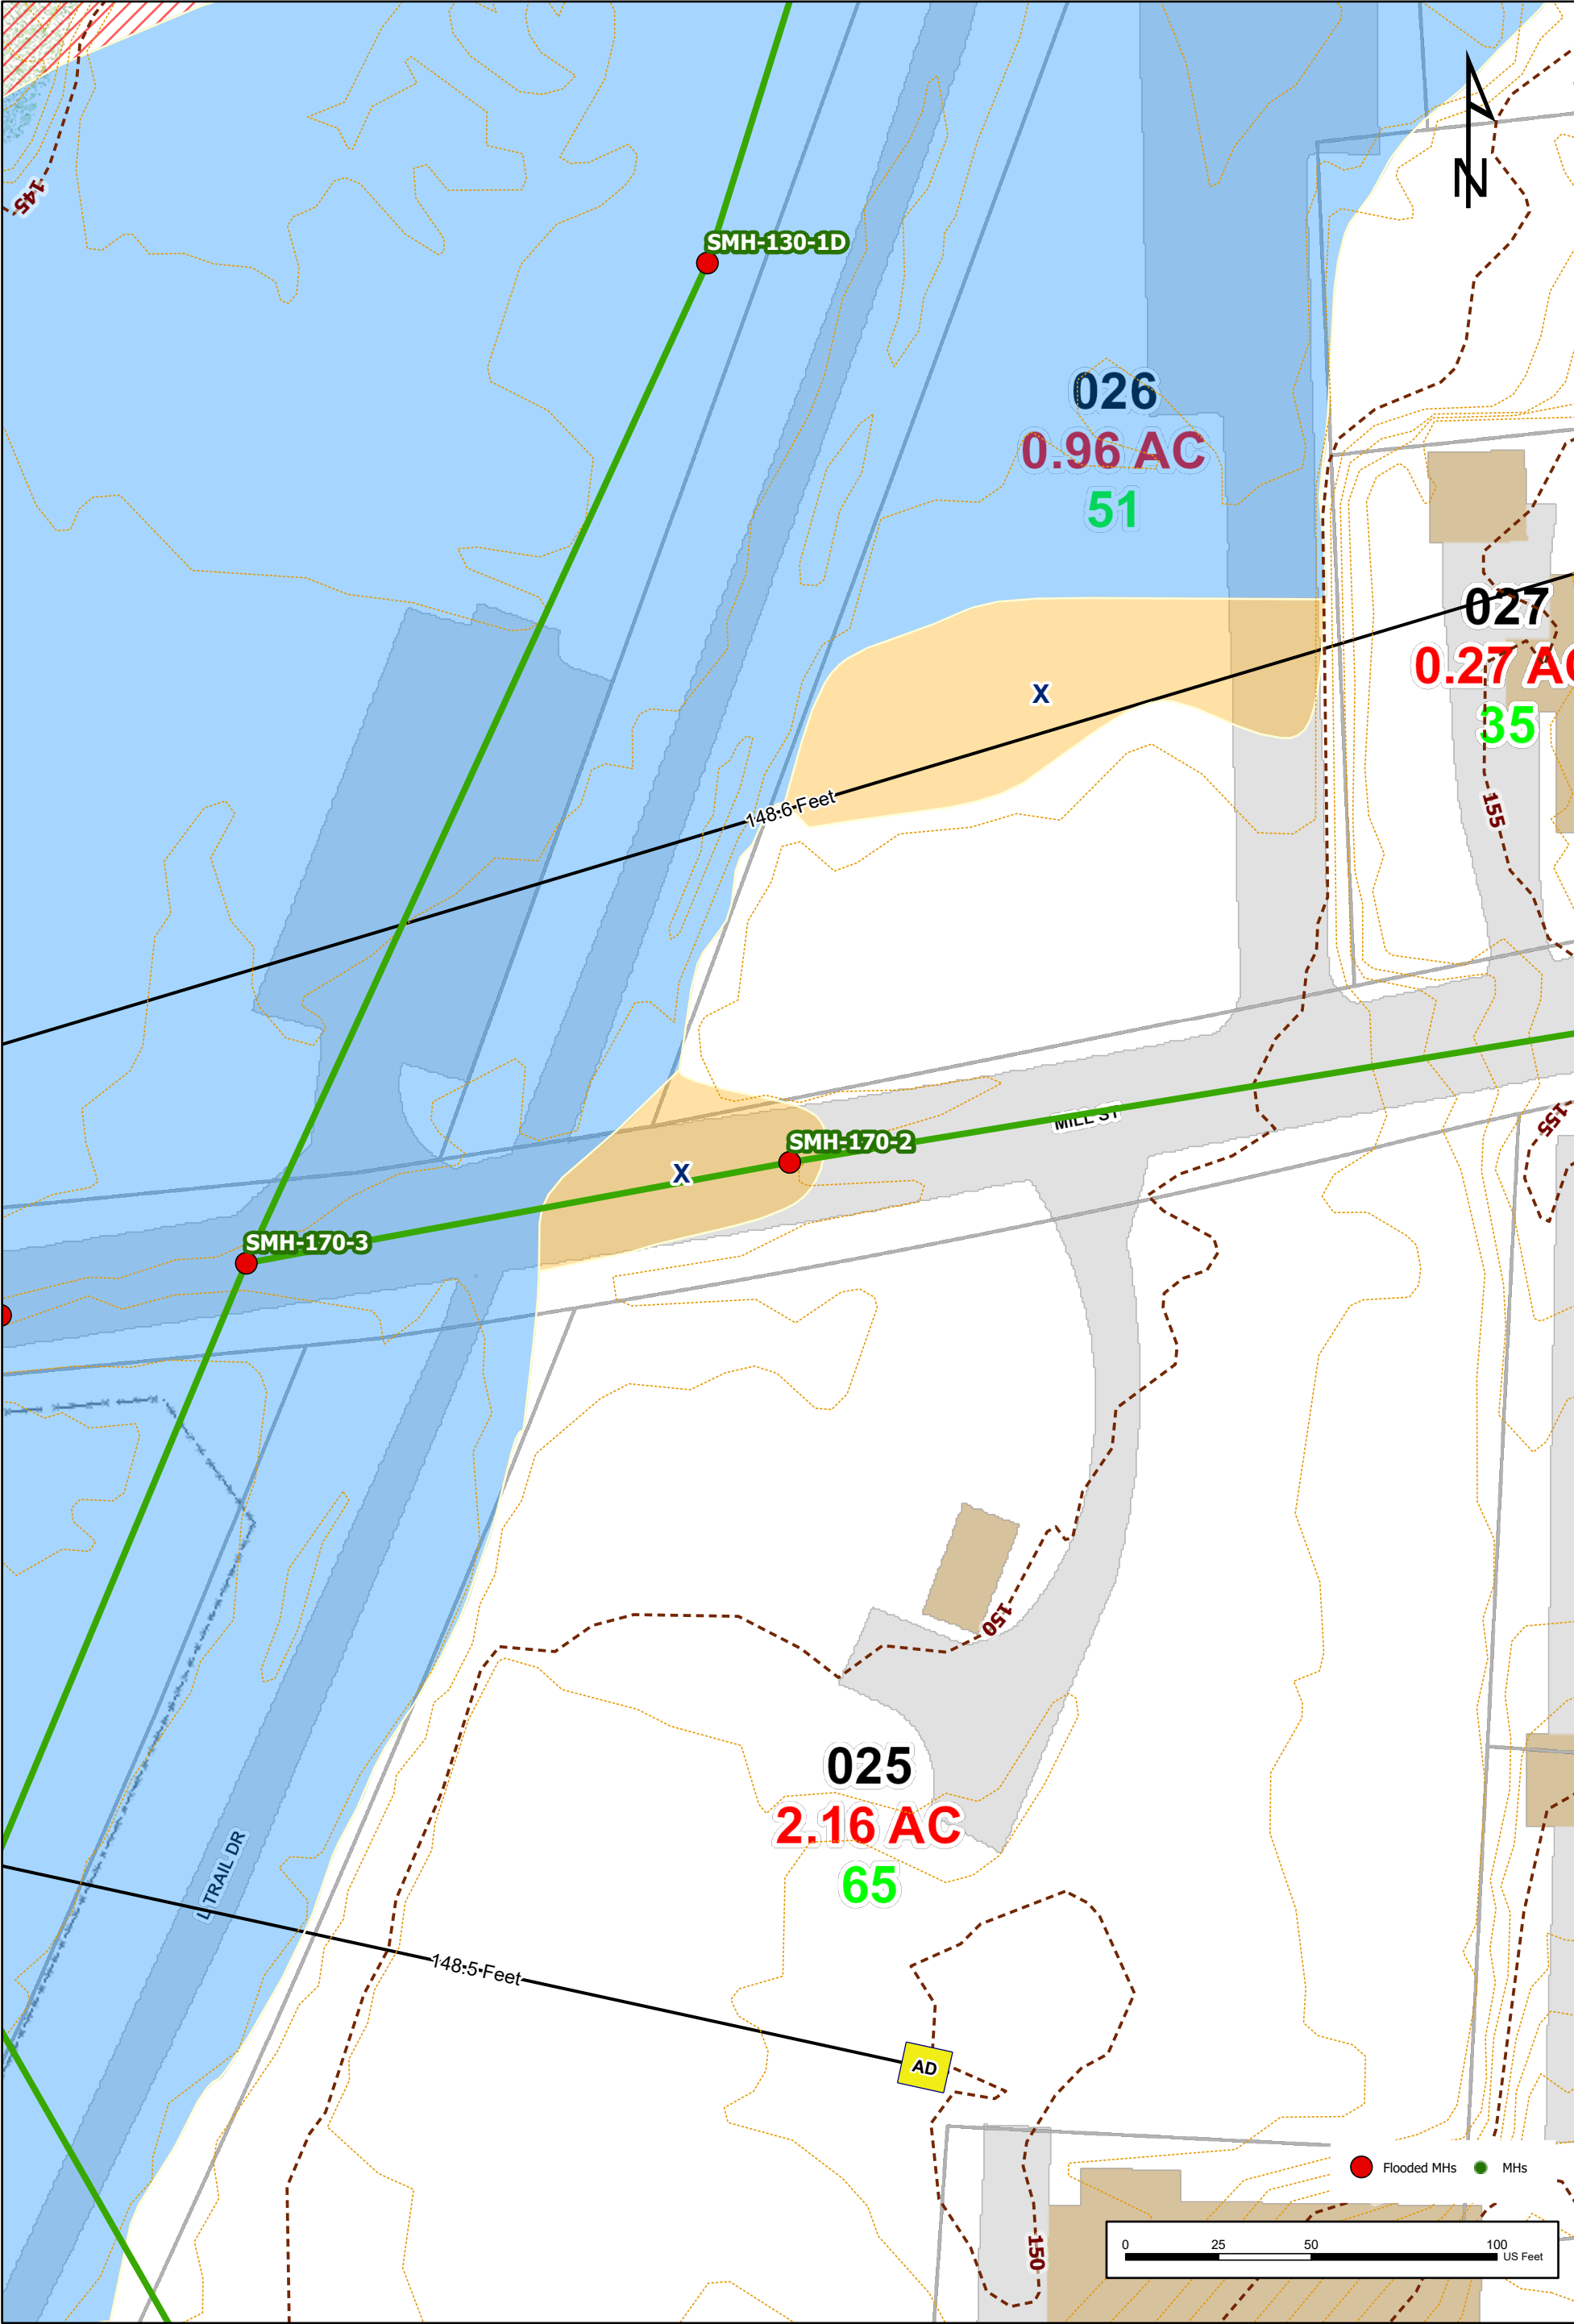 N
145
SMH-130-1D
026
0.96 AC
51
027
0.27 AC
35
X
148.6 Feet
155
MILL ST
SMH-170-2
X
155
SMH-170-3
150
025
2.16 AC
65
L TRAIL DR
148.5 Feet
AD
Flooded MHs
MHs
150
0 25 50 100
US Feet